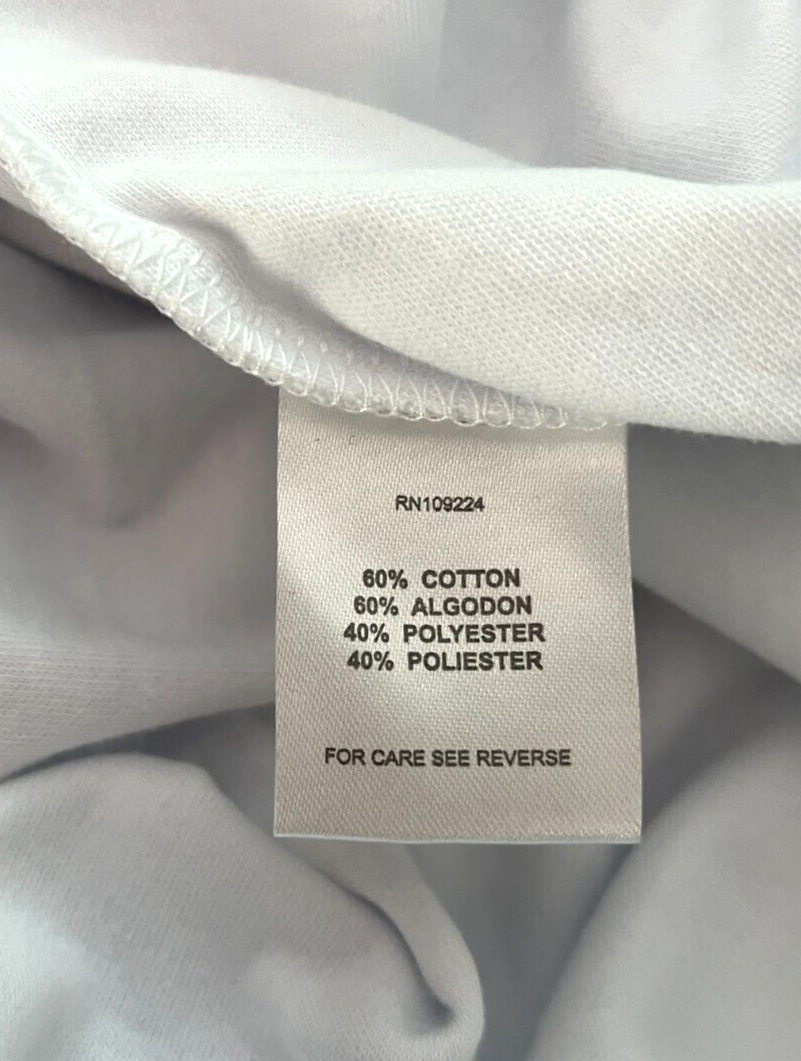 RN109224
60% COTTON
60% ALGODON
40% POLYESTER
40% POLIESTER
FOR CARE SEE REVERSE